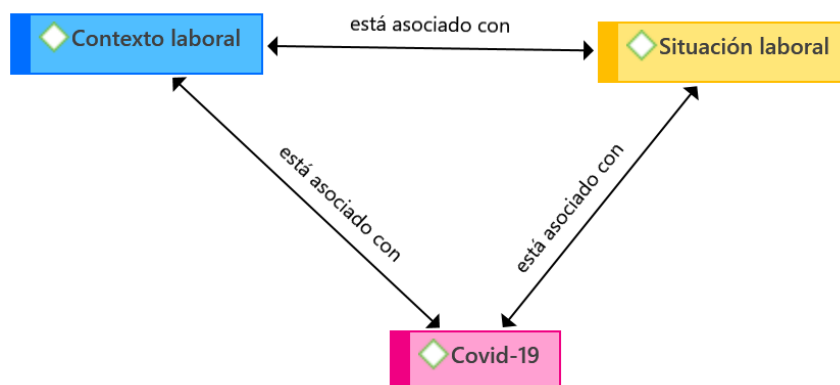 está asociado con
Contexto laboral
Situación laboral
está asociado con
está asociado con
Covid-19